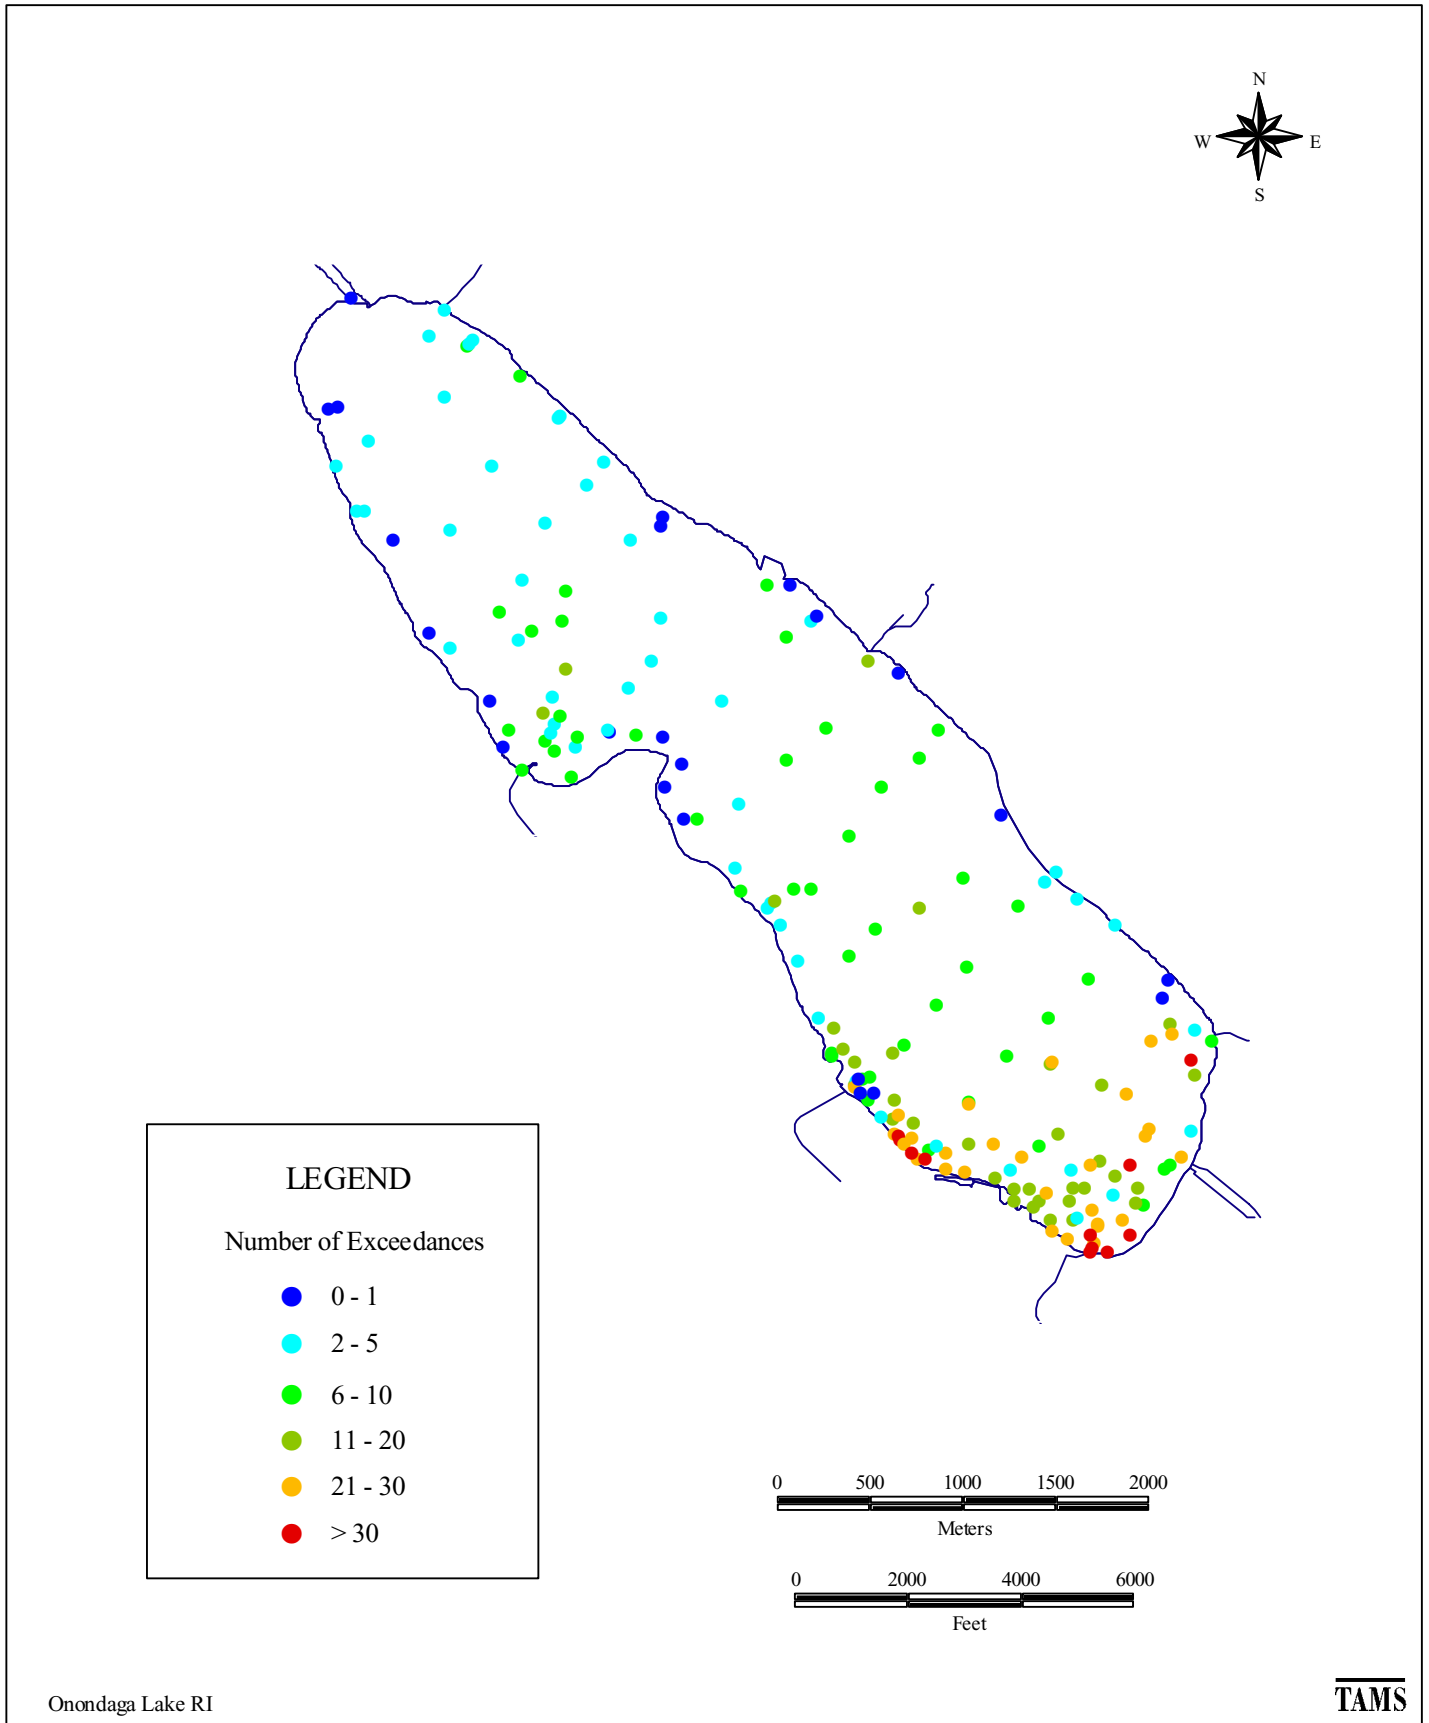 N
W E
S
LEGEND
Number of Exceedances
0 - 1
2 - 5
6 - 10
11 - 20
21 - 30
> 30
0 500 1000 1500 2000
Meters
0 2000 4000 6000
Feet
Onondaga Lake RI
TAMS